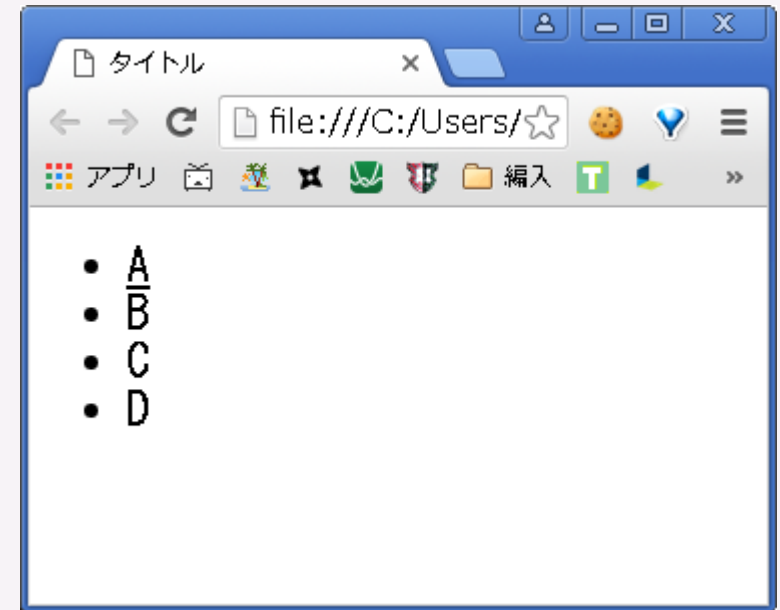 タイトル
file:///C:/Users/
アプリ 編入 T
• A
• B
• C
• D